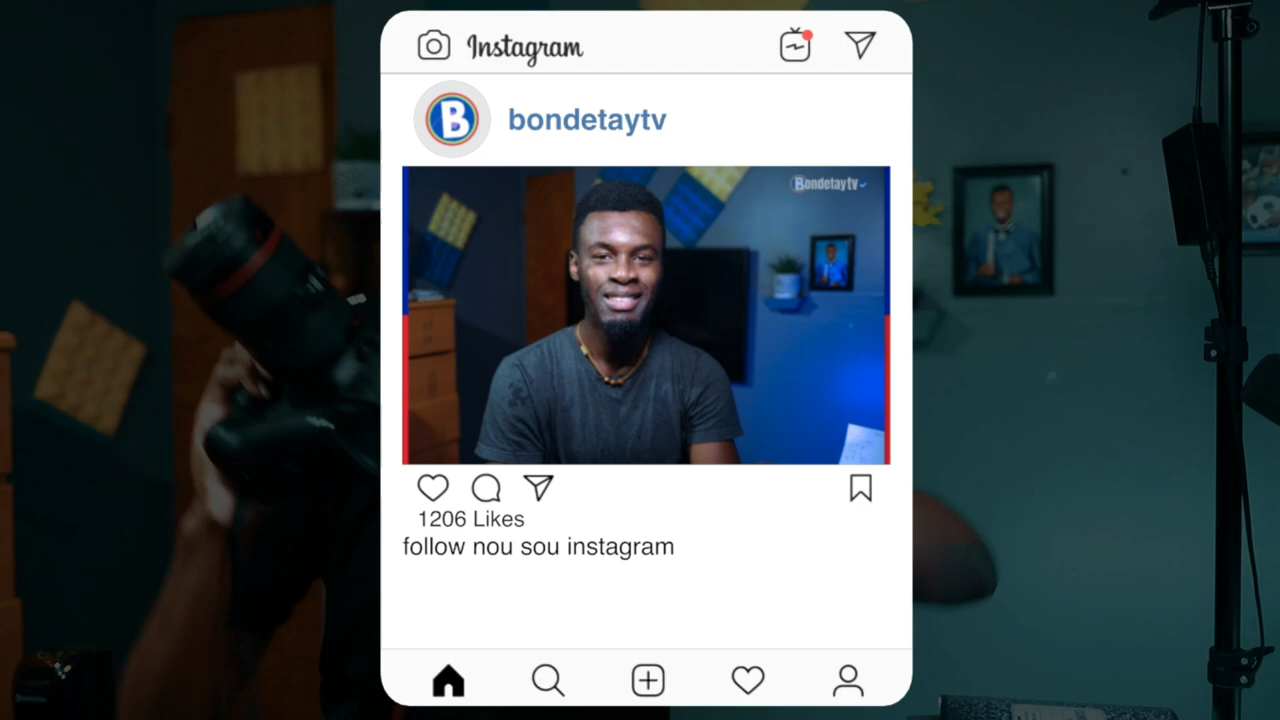 Instagram
B bondetaytv
Bondetaytv
1206 Likes
follow nou sou instagram